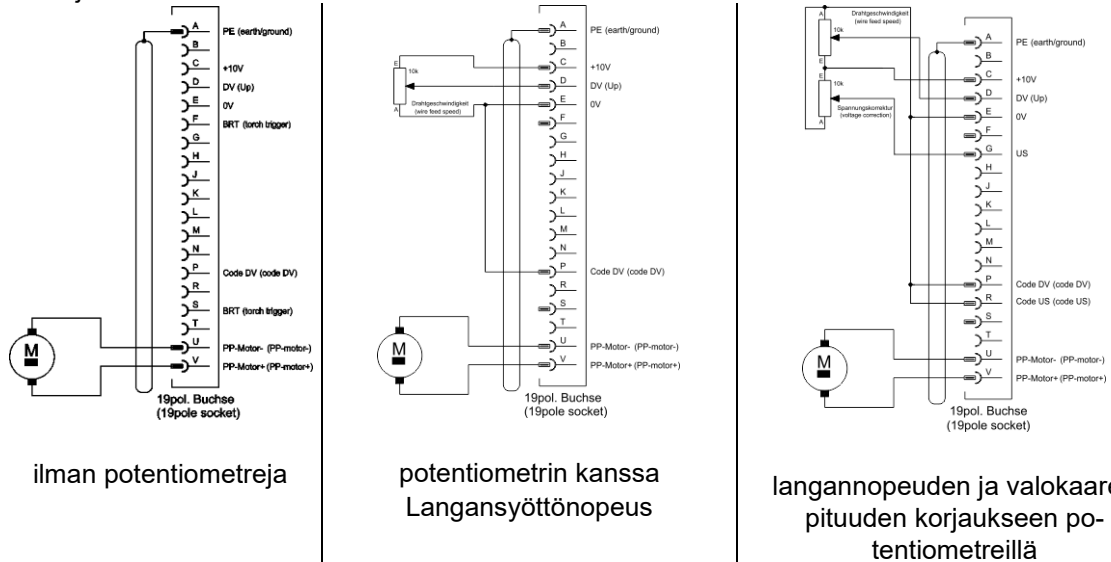 A
PE (earth/ground)
B
C
+10V
D
DV (Up)
E
0V
F
BRT (torch trigger)
G
H
J
K
L
M
N
P
Code DV (code DV)
R
S
BRT (torch trigger)
T
U
PP-Motor- (PP-motor-)
V
PP-Motor+ (PP-motor+)
M
19pol. Buchse
(19pole socket)
ilman potentiometreja
A
PE (earth/ground)
B
E
C
+10V
10k
D
DV (Up)
A
Drahtgeschwindigkeit
(wire feed speed)
E
0V
F
G
H
J
K
L
M
N
P
Code DV (code DV)
R
S
T
U
PP-Motor- (PP-motor-)
V
PP-Motor+ (PP-motor+)
M
19pol. Buchse
(19pole socket)
potentiometrin kanssa
Langansyöttönopeus
A
Drahtgeschwindigkeit
(wire feed speed)
10k
E
E
10k
Spannungskorrektur
(voltage correction)
A
A
PE (earth/ground)
B
C
+10V
D
DV (Up)
E
0V
F
G
US
H
J
K
L
M
N
P
Code DV (code DV)
R
Code US (code US)
S
T
U
PP-Motor- (PP-motor-)
V
PP-Motor+ (PP-motor+)
M
19pol. Buchse
(19pole socket)
langannopeuden ja
pituuden korjaukseen po-
tentiometreillä